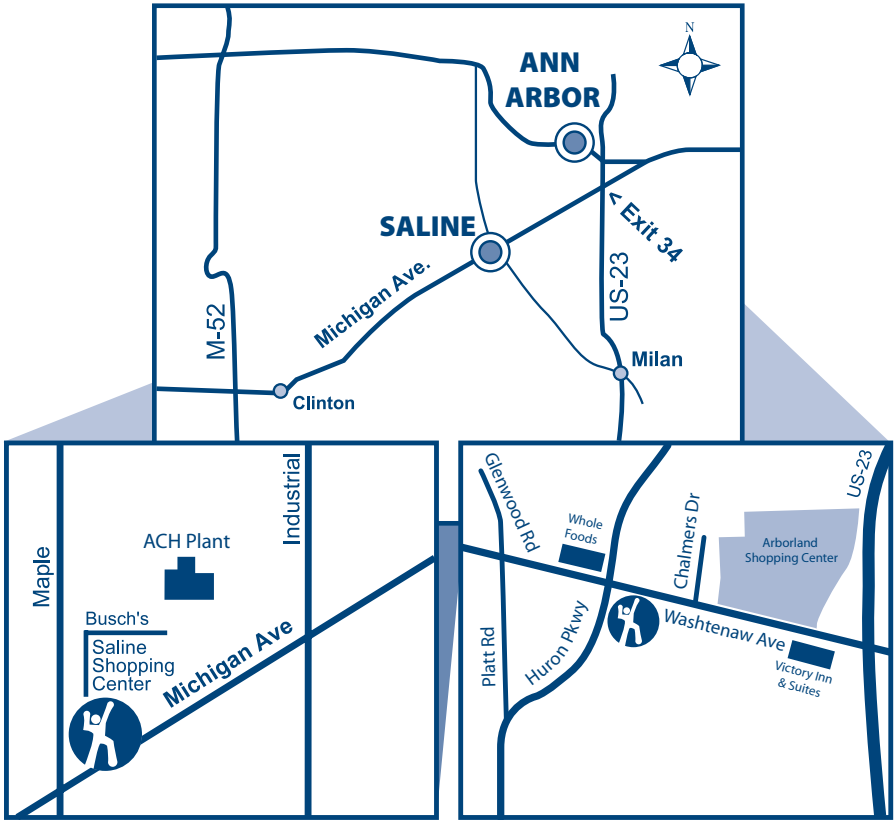 N
ANN
ARBOR
SALINE
< Exit 34
Michigan Ave.
US-23
M-52
Milan
Clinton
Maple
Industrial
ACH Plant
Busch's
Saline
Shopping
Center
Michigan Ave
Glenwood Rd
Whole
Foods
Chalmers Dr
US-23
Arborland
Shopping Center
Platt Rd
Huron Pkwy
Washtenaw Ave
Victory Inn
& Suites